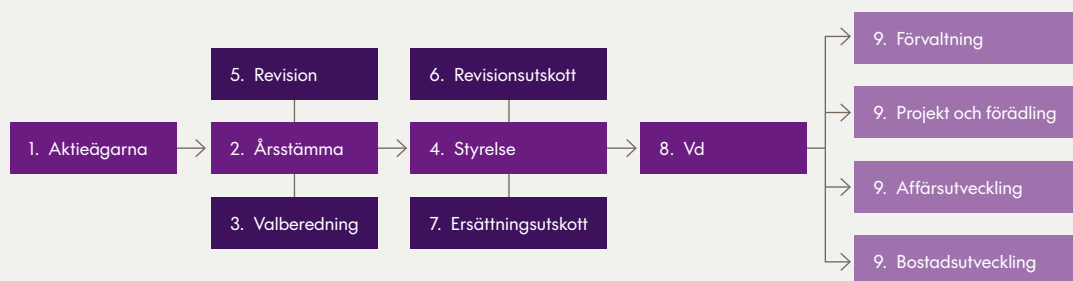 1. Aktieägarna
5. Revision
2. Årsstämma
3. Valberedning
6. Revisionsutskott
4. Styrelse
7. Ersättningsutskott
8. Vd
9. Förvaltning
9. Projekt och förädling
9. Affärsutveckling
9. Bostadsutveckling